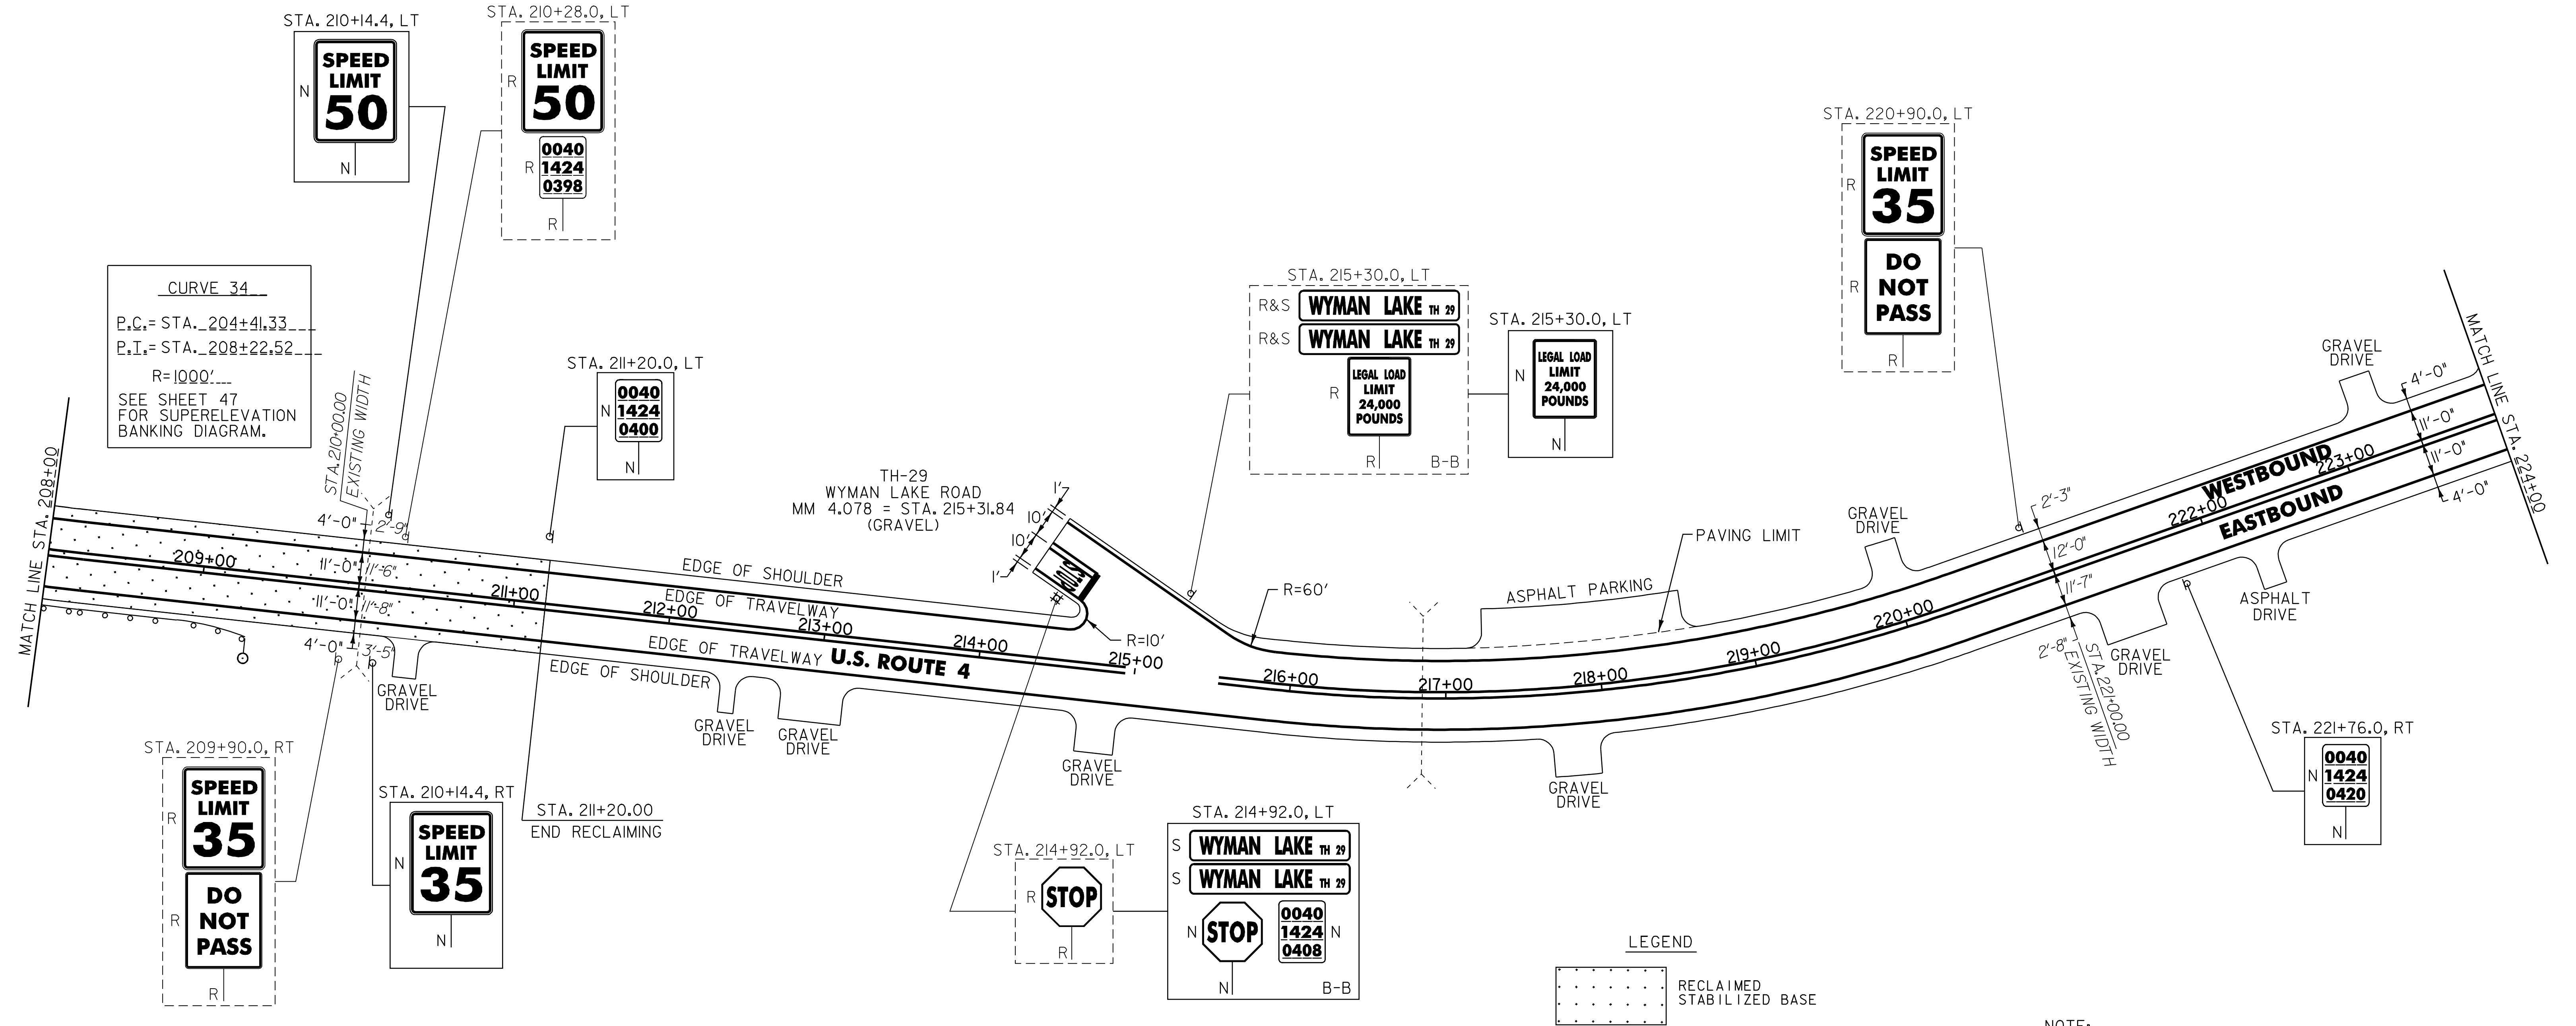 STA. 210+14.4, LT
N
SPEED
LIMIT
50
N
STA. 210+28.0, LT
R
SPEED
LIMIT
50
R
0040
1424
0398
R
CURVE 34
P.C.= STA. 204+41.33
P.T.= STA. 208+22.52
R=1000'
SEE SHEET 47
FOR SUPERELEVATION
BANKING DIAGRAM.
STA. 210+00.00
EXISTING WIDTH
STA. 211+20.0, LT
N
0040
1424
0400
N
TH-29
WYMAN LAKE ROAD
MM 4.078 = STA. 215+31.84
(GRAVEL)
1'
10'
10'
1'
STOP
STA. 215+30.0, LT
R&S
WYMAN LAKE TH 29
R&S
WYMAN LAKE TH 29
R
LEGAL LOAD
LIMIT
24,000
POUNDS
R
B-B
STA. 215+30.0, LT
N
LEGAL LOAD
LIMIT
24,000
POUNDS
N
STA. 220+90.0, LT
R
SPEED
LIMIT
35
R
DO
NOT
PASS
R
GRAVEL
DRIVE
4'-0"
11'-0"
11'-0"
4'-0"
MATCH LINE STA. 224+00
MATCH LINE STA. 208+00
4'-0"
2'-9"
11'-0"
11'-6"
11'-0"
11'-8"
4'-0"
3'-5"
209+00
211+00
212+00
213+00
214+00
215+00
216+00
217+00
218+00
219+00
220+00
222+00
223+00
WESTBOUND
EASTBOUND
EDGE OF SHOULDER
EDGE OF TRAVELWAY
EDGE OF TRAVELWAY
U.S. ROUTE 4
EDGE OF SHOULDER
R=10'
R=60'
ASPHALT PARKING
PAVING LIMIT
GRAVEL
DRIVE
2'-3"
12'-0"
11'-7"
2'-8"
EXISTING WIDTH
STA. 221+00.00
GRAVEL
DRIVE
ASPHALT
DRIVE
GRAVEL
DRIVE
GRAVEL
DRIVE
GRAVEL
DRIVE
GRAVEL
DRIVE
GRAVEL
DRIVE
STA. 209+90.0, RT
R
SPEED
LIMIT
35
R
DO
NOT
PASS
R
STA. 210+14.4, RT
N
SPEED
LIMIT
35
N
STA. 211+20.00
END RECLAIMING
STA. 214+92.0, LT
R
STOP
R
STA. 214+92.0, LT
S
WYMAN LAKE TH 29
S
WYMAN LAKE TH 29
N
STOP
0040
1424
0408
N
N
B-B
STA. 221+76.0, RT
N
0040
1424
0420
N
LEGEND
RECLAIMED
STABILIZED BASE
NOTE: